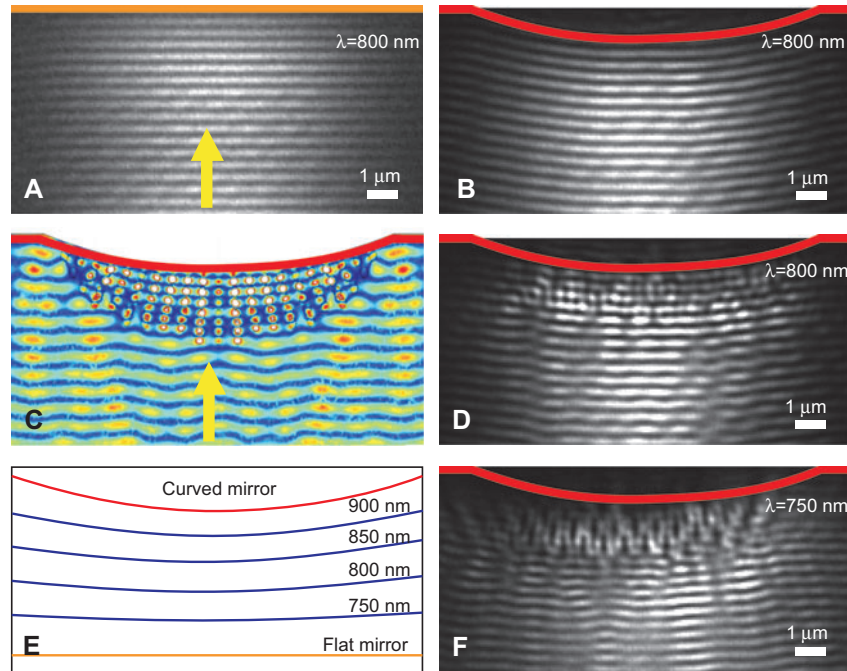 λ=800 nm
A
1 μm
λ=800 nm
B
1 μm
C
λ=800 nm
D
1 μm
Curved mirror
900 nm
850 nm
800 nm
750 nm
E
Flat mirror
λ=750 nm
F
1 μm